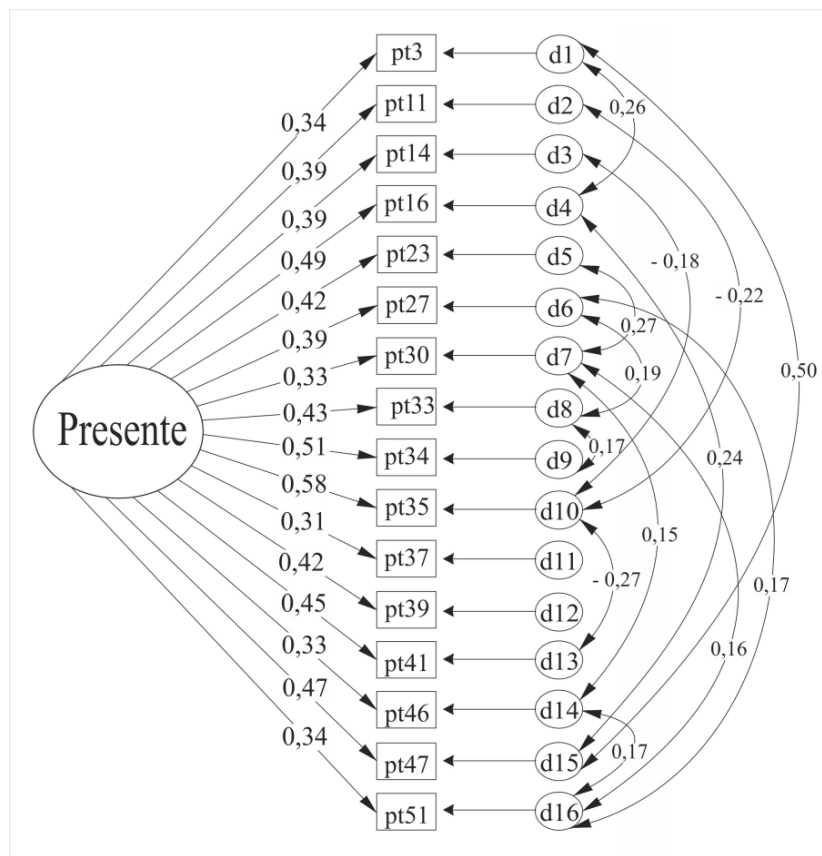 pt3 d1
0,34
0,26
pt11 d2
0,39
pt14 d3
0,39
pt16 d4
0,49
pt23 d5
- 0,18
0,42
- 0,22
pt27 d6
0,27
0,39
pt30 d7
0,33
0,19
0,50
pt33 d8
0,43
Presente
0,17
pt34 d9
0,51
0,24
0,58
pt35 d10
0,31
0,15
pt37 d11
0,42
- 0,27
0,17
pt39 d12
0,45
pt41 d13
0,33
0,16
0,47
pt46 d14
0,34
0,17
pt47 d15
pt51 d16